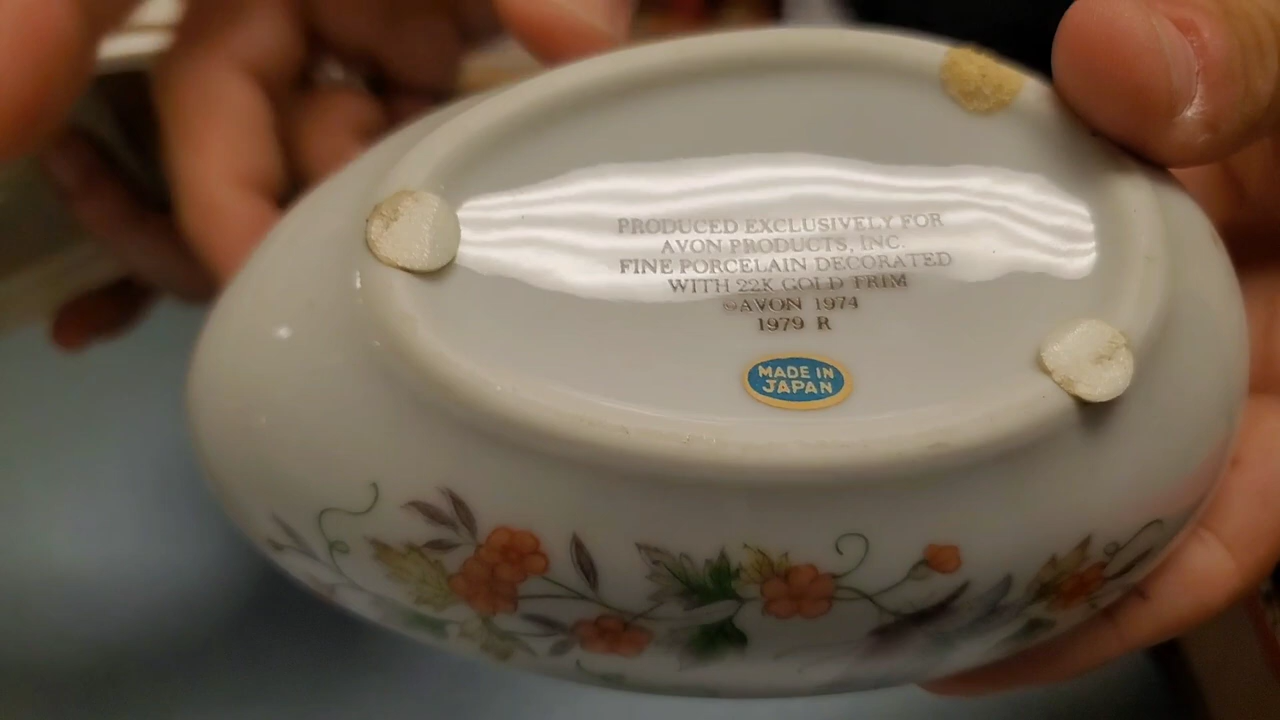 PRODUCED EXCLUSIVELY FOR
AVON PRODUCTS, INC.
FINE PORCELAIN DECORATED
WITH 22K GOLD TRIM
©AVON 1974
1979 R
MADE IN
JAPAN